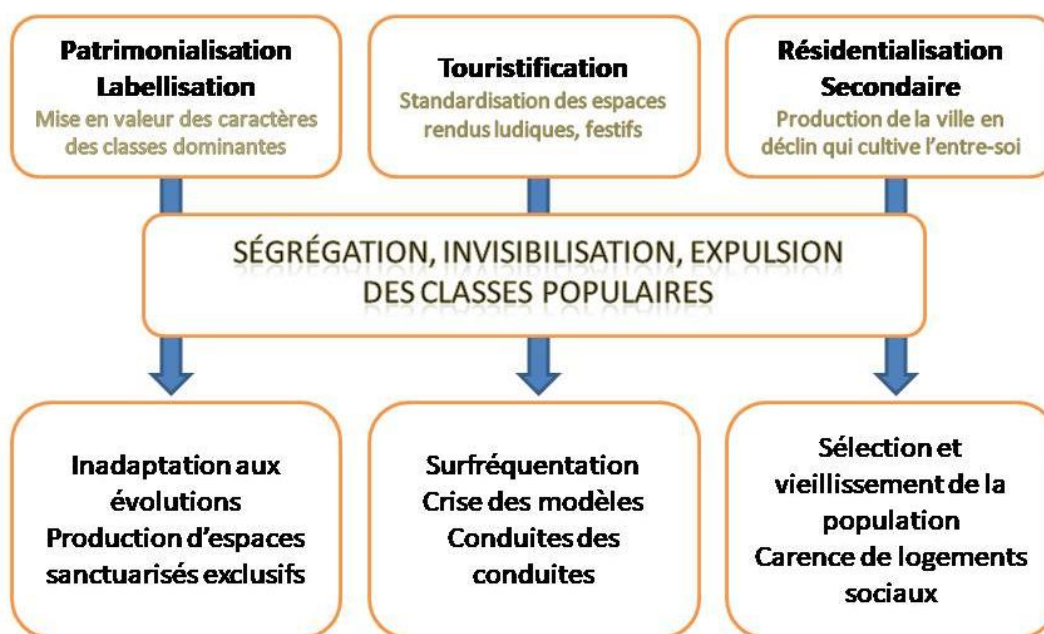 Patrimonialisation
Labellisation
Mise en valeur des caractères
des classes dominantes
Touristification
Standardisation des espaces
rendus ludiques, festifs
Résidentialisation
Secondaire
Production de la ville en
déclin qui cultive l'entre-soi
SÉGRÉGATION, INVISIBILISATION, EXPULSION
DES CLASSES POPULAIRES
Inadaptation aux
évolutions
Production d'espaces
sanctuarisés exclusifs
Surfréquentation
Crise des modèles
Conduites des
conduites
Sélection et
vieillissement de la
population
Carence de logements
sociaux